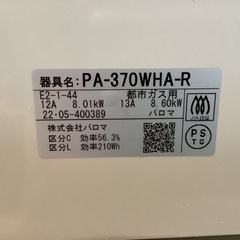 器具名: PA-370WHA-R
E2-1-44 都市ガス用
12A 8.01kW 13A 8.60kW
22・05-400389 パロマ
株式会社パロマ
区分C 効率56.3%
区分L 効率210Wh
PS
TG